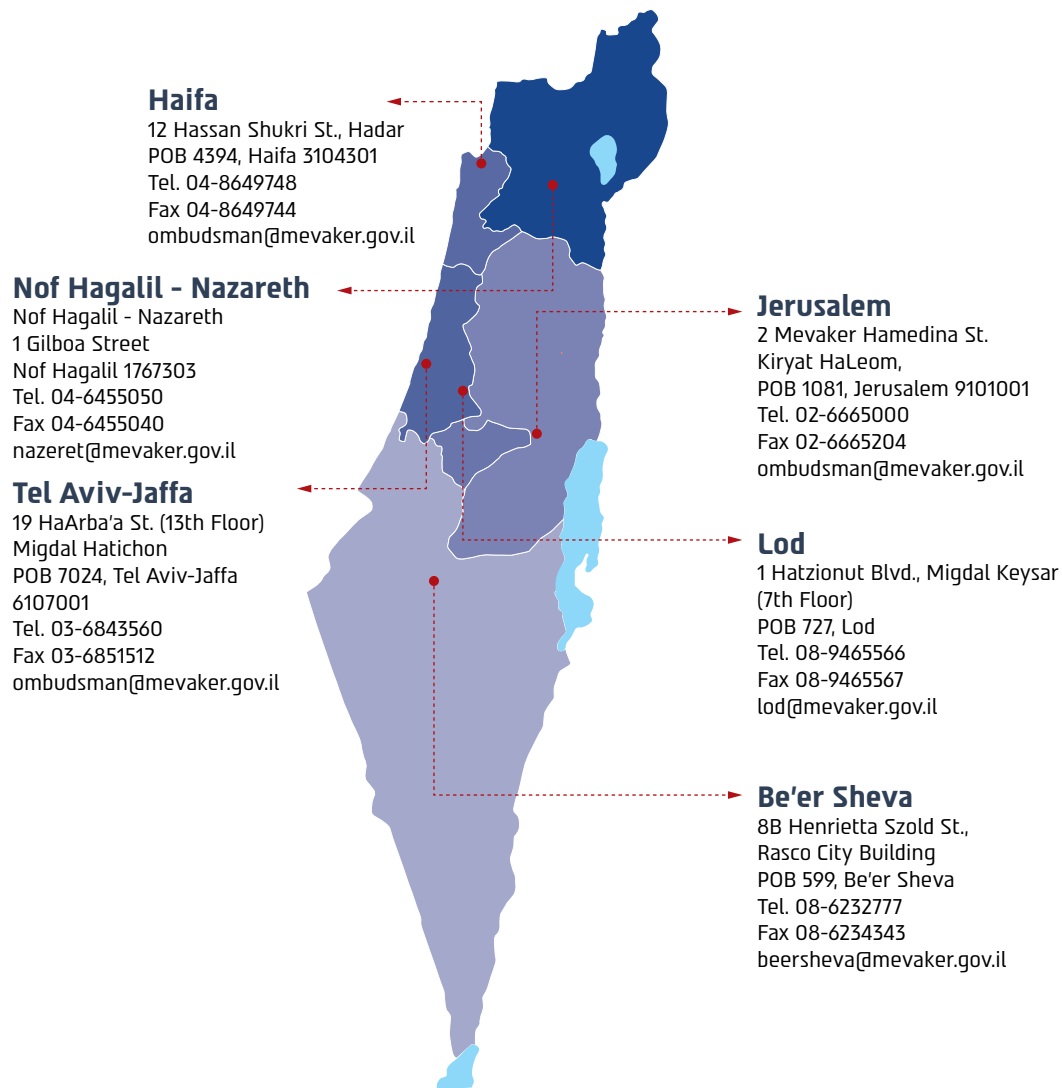 Haifa
12 Hassan Shukri St., Hadar
POB 4394, Haifa 3104301
Tel. 04-8649748
Fax 04-8649744
ombudsman@mevaker.gov.il
Nof Hagalil - Nazareth
Nof Hagalil - Nazareth
1 Gilboa Street
Nof Hagalil 1767303
Tel. 04-6455050
Fax 04-6455040
nazeret@mevaker.gov.il
Tel Aviv-Jaffa
19 HaArba'a St. (13th Floor)
Migdal Hatichon
POB 7024, Tel Aviv-Jaffa
6107001
Tel. 03-6843560
Fax 03-6851512
ombudsman@mevaker.gov.il
Jerusalem
2 Mevaker Hamedina St.
Kiryat HaLeom,
POB 1081, Jerusalem 9101001
Tel. 02-6665000
Fax 02-6665204
ombudsman@mevaker.gov.il
Lod
1 Hatzionut Blvd., Migdal Keysar
(7th Floor)
POB 727, Lod
Tel. 08-9465566
Fax 08-9465567
lod@mevaker.gov.il
Be'er Sheva
8B Henrietta Szold St.,
Rasco City Building
POB 599, Be'er Sheva
Tel. 08-6232777
Fax 08-6234343
beersheva@mevaker.gov.il